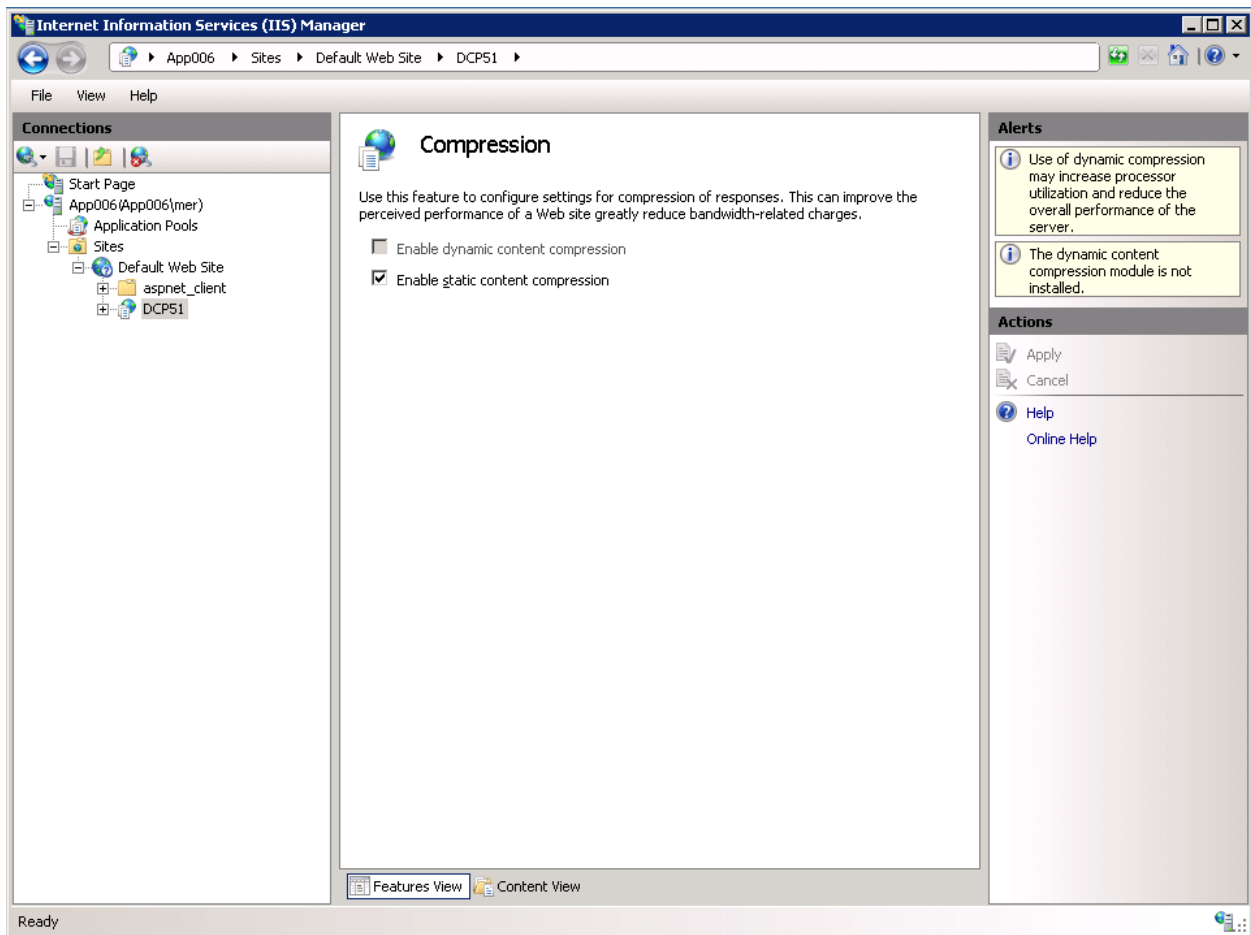 Internet Information Services (IIS) Manager
App006 Sites Default Web Site DCP51
File View Help
Connections
Start Page
App006 (App006\mer)
Application Pools
Sites
Default Web Site
aspnet_client
DCP51
Compression
Use this feature to configure settings for compression of responses. This can improve the
perceived performance of a Web site greatly reduce bandwidth-related charges.
Enable dynamic content compression
Enable static content compression
Features View Content View
Alerts
Use of dynamic compression
may increase processor
utilization and reduce the
overall performance of the
server.
The dynamic content
compression module is not
installed.
Actions
Apply
Cancel
Help
Online Help
Ready